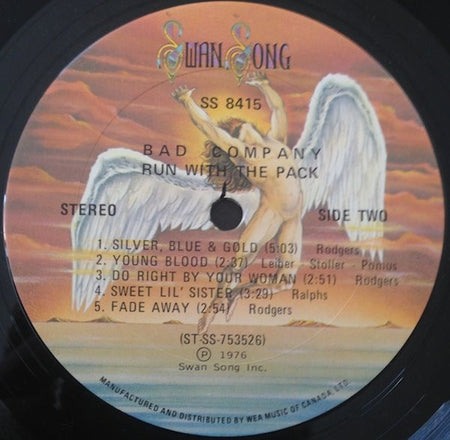 Swan Song
SS 8415
BAD COMPANY
RUN WITH THE PACK
STEREO
SIDE TWO
1. SILVER, BLUE & GOLD (5:03) Rodgers
2. YOUNG BLOOD (2:37) Leiber - Stoller - Pomus
3. DO RIGHT BY YOUR WOMAN (2:51) Rodgers
4. SWEET LIL' SISTER (3:29) Ralphs
5. FADE AWAY (2:54) Rodgers
(ST-SS-753526)
Ⓟ 1976
Swan Song Inc.
MANUFACTURED AND DISTRIBUTED BY WEA MUSIC OF CANADA, LTD.